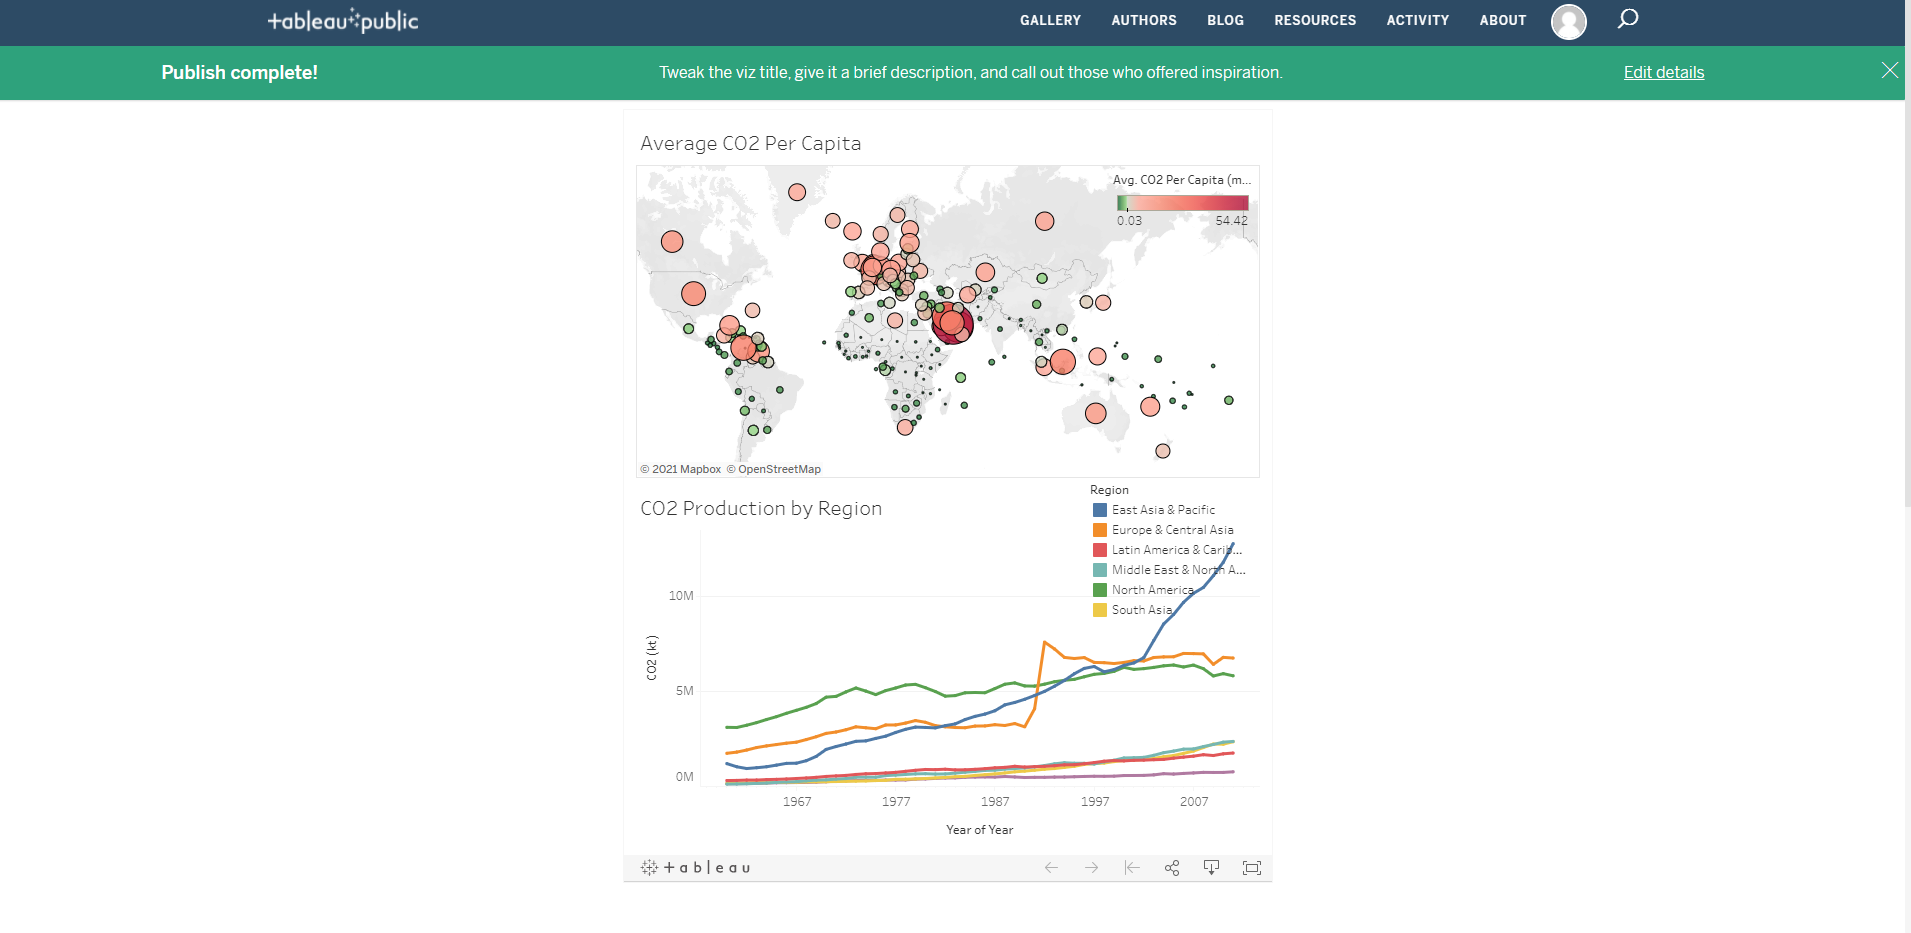 +ableau public
GALLERY AUTHORS BLOG RESOURCES ACTIVITY ABOUT
Publish complete! Tweak the viz title, give it a brief description, and call out those who offered inspiration. Edit details
Average CO2 Per Capita
Avg. CO2 Per Capita (m...
0.03 54.42
© 2021 Mapbox © OpenStreetMap
CO2 Production by Region
Region
East Asia & Pacific
Europe & Central Asia
Latin America & Carib...
Middle East & North A...
North America
South Asia
10M
5M
0M
CO2 (kt)
1967 1977 1987 1997 2007
Year of Year
+ableau